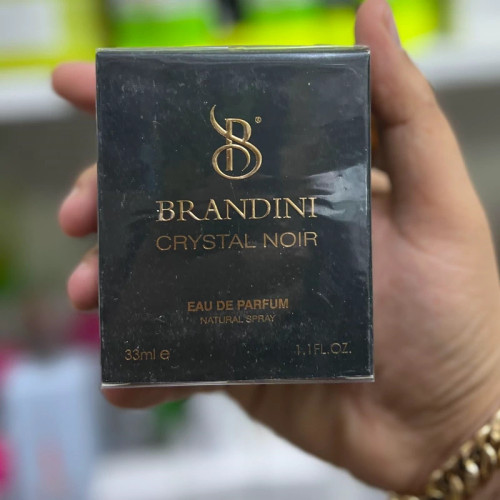 B®
BRANDINI
CRYSTAL NOIR
EAU DE PARFUM
NATURAL SPRAY
33ml e 1.1FL.OZ.